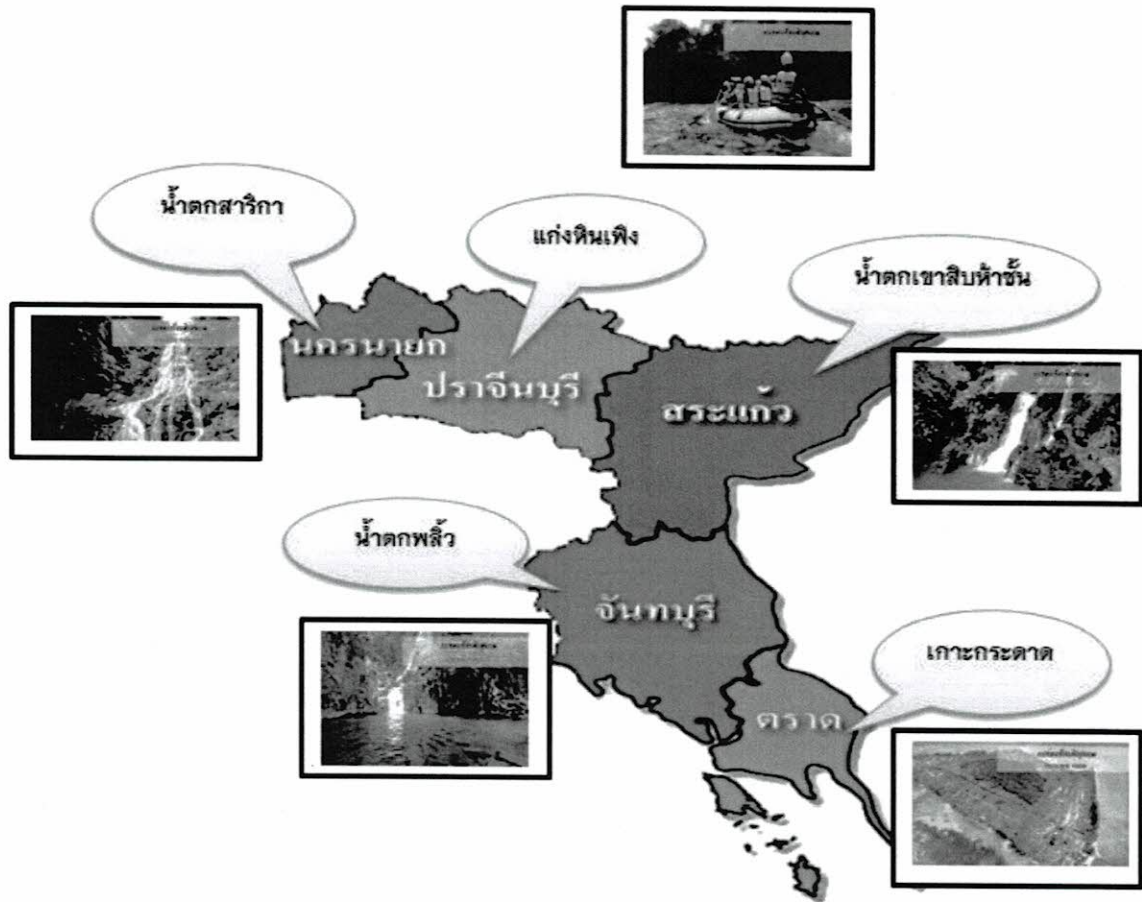 น้ำตกสาริกา
แก่งหินเพิง
น้ำตกเขาสิบห้าชั้น
นครนายก
ปราจีนบุรี
สระแก้ว
น้ำตกพลิ้ว
จันทบุรี
เกาะกระดาด
ตราด